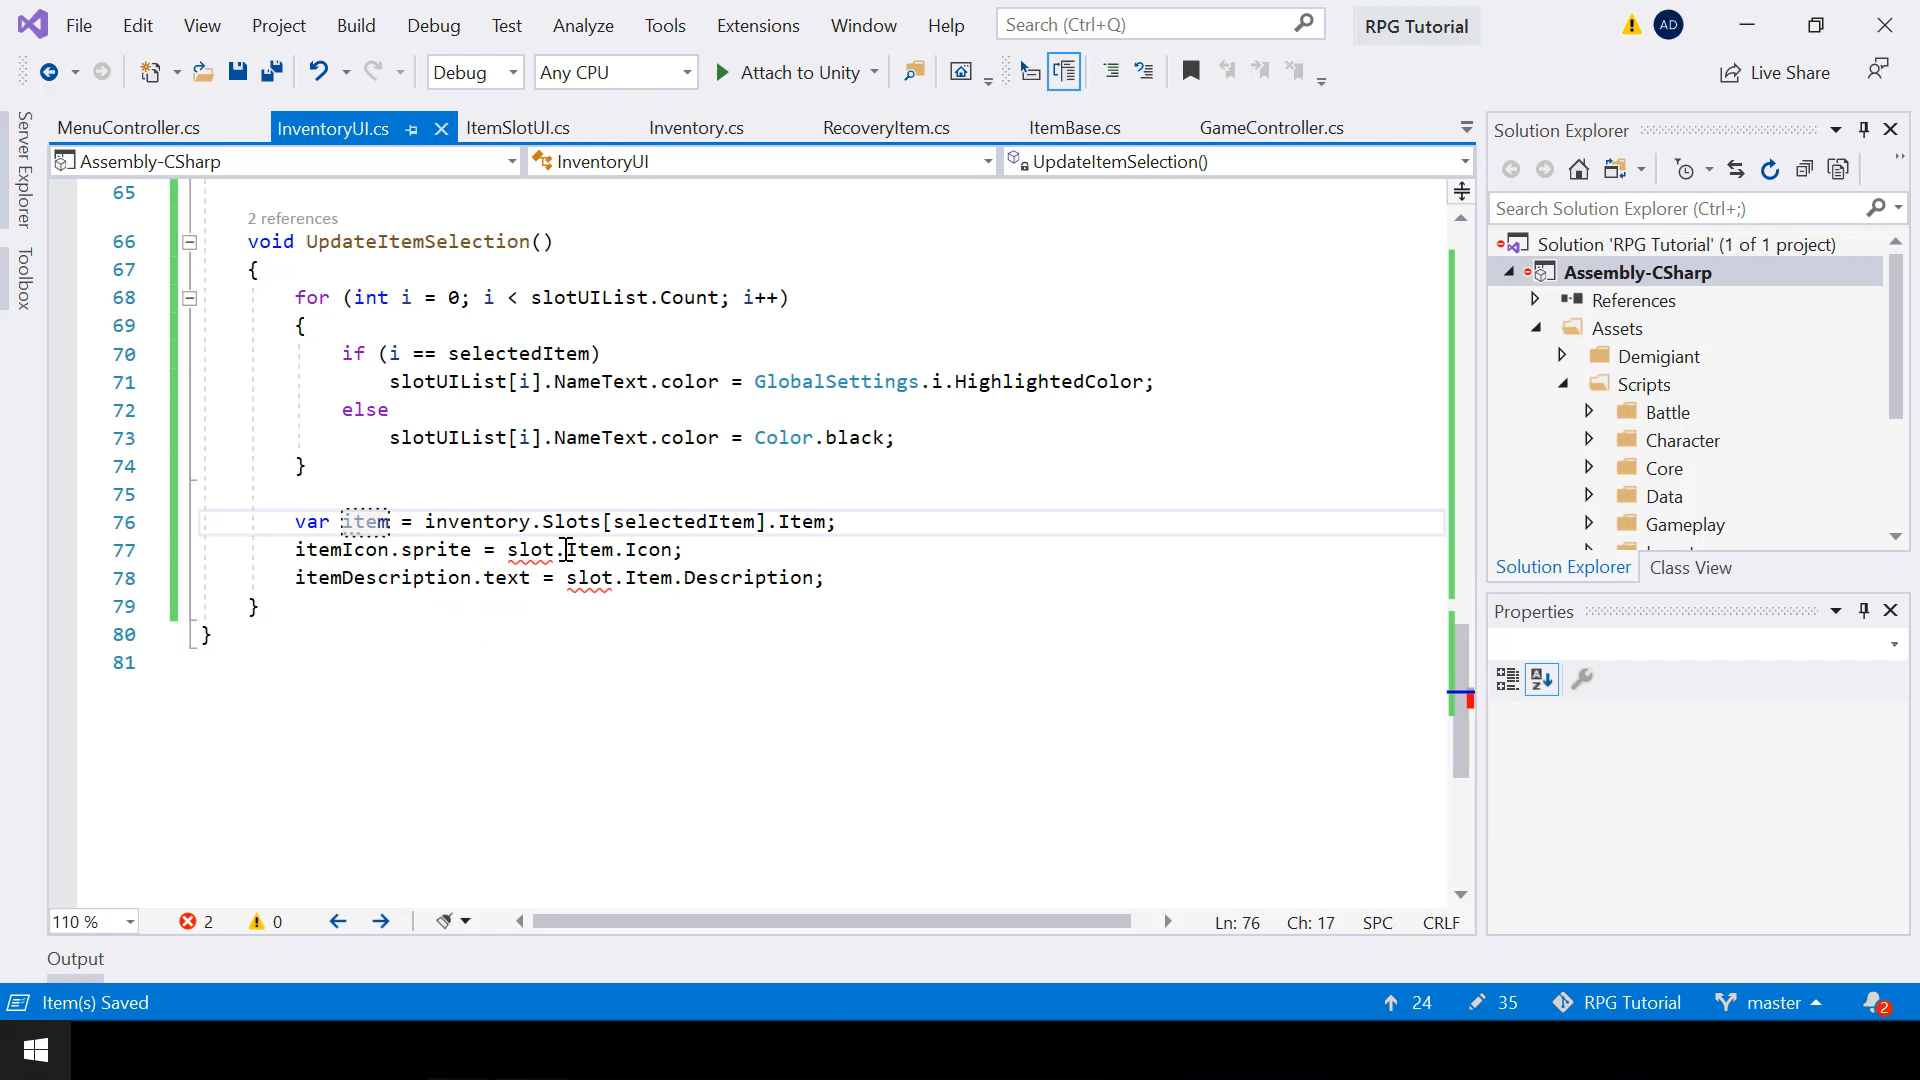 File Edit View Project Build Debug Test Analyze Tools Extensions Window Help Search (Ctrl+Q) RPG Tutorial AD
Debug Any CPU Attach to Unity Live Share
Server Explorer
Toolbox
MenuController.cs InventoryUI.cs ItemSlotUI.cs Inventory.cs RecoveryItem.cs ItemBase.cs GameController.cs
Assembly-CSharp InventoryUI UpdateItemSelection()
65
2 references
66 void UpdateItemSelection()
67 {
68 for (int i = 0; i < slotUIList.Count; i++)
69 {
70 if (i == selectedItem)
71 slotUIList[i].NameText.color = GlobalSettings.i.HighlightedColor;
72 else
73 slotUIList[i].NameText.color = Color.black;
74 }
75
76 var item = inventory.Slots[selectedItem].Item;
77 itemIcon.sprite = slot.Item.Icon;
78 itemDescription.text = slot.Item.Description;
79 }
80 }
81
110 % 2 0 Ln: 76 Ch: 17 SPC CRLF
Output
Solution Explorer
Search Solution Explorer (Ctrl+;)
Solution 'RPG Tutorial' (1 of 1 project)
Assembly-CSharp
References
Assets
Demigiant
Scripts
Battle
Character
Core
Data
Gameplay
Solution Explorer Class View
Properties
Item(s) Saved 24 35 RPG Tutorial master 2